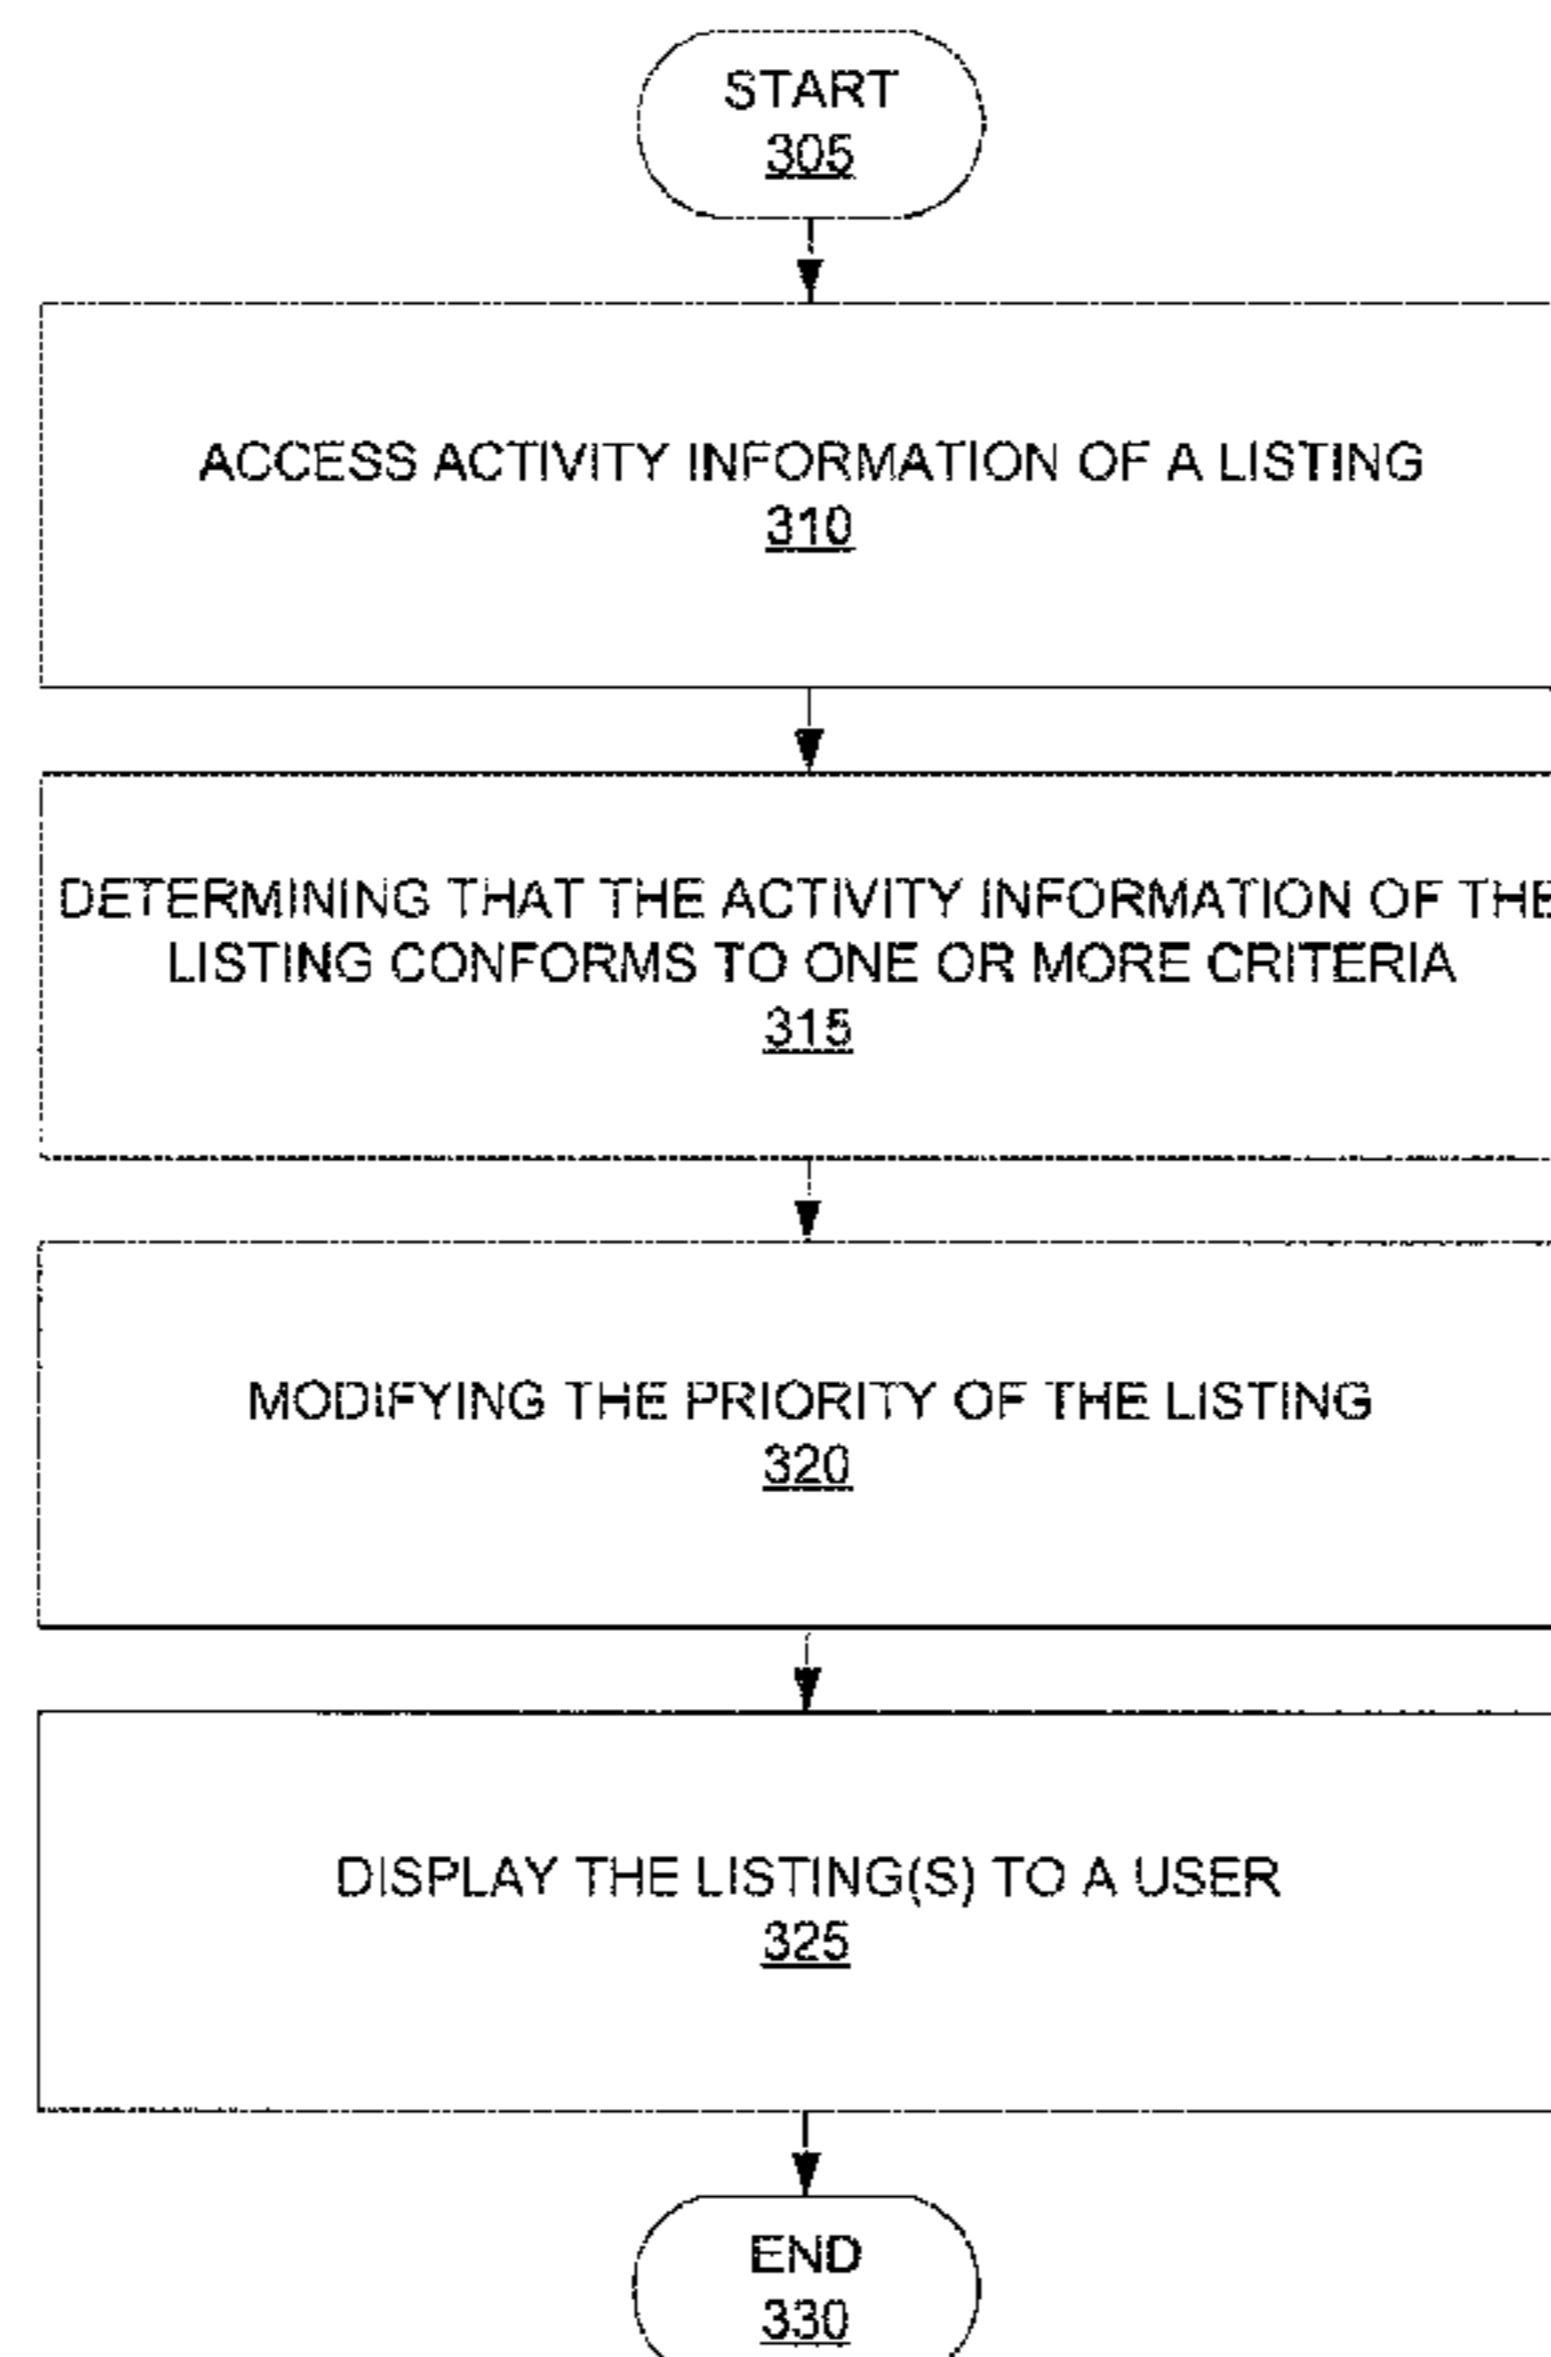 START
305
ACCESS ACTIVITY INFORMATION OF A LISTING
310
DETERMINING THAT THE ACTIVITY INFORMATION OF THE
LISTING CONFORMS TO ONE OR MORE CRITERIA
315
MODIFYING THE PRIORITY OF THE LISTING
320
DISPLAY THE LISTING(S) TO A USER
325
END
330